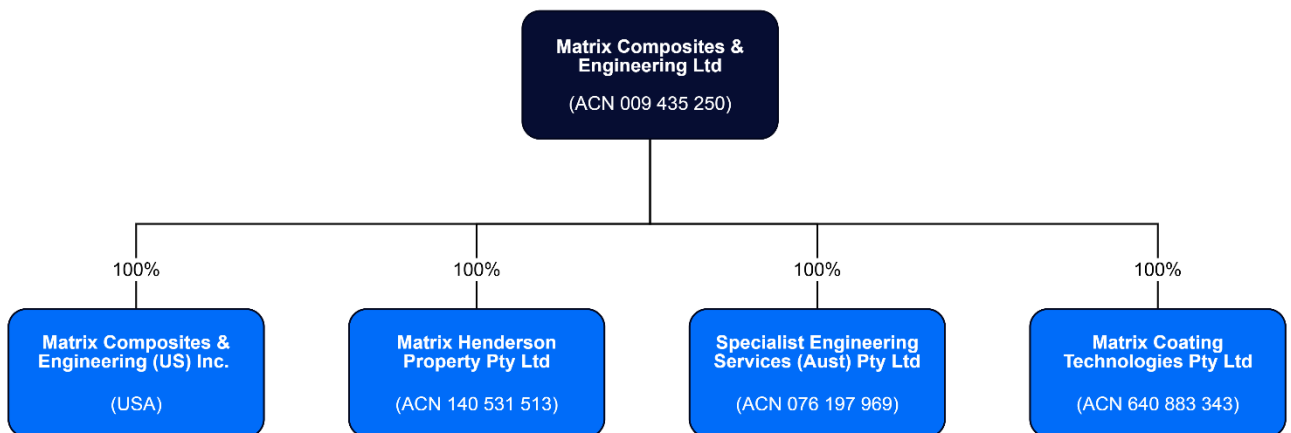 Matrix Composites &
Engineering Ltd
(ACN 009 435 250)
100%
100%
100%
100%
Matrix Composites &
Engineering (US) Inc.
(USA)
Matrix Henderson
Property Pty Ltd
(ACN 140 531 513)
Specialist Engineering
Services (Aust) Pty Ltd
(ACN 076 197 969)
Matrix Coating
Technologies Pty Ltd
(ACN 640 883 343)